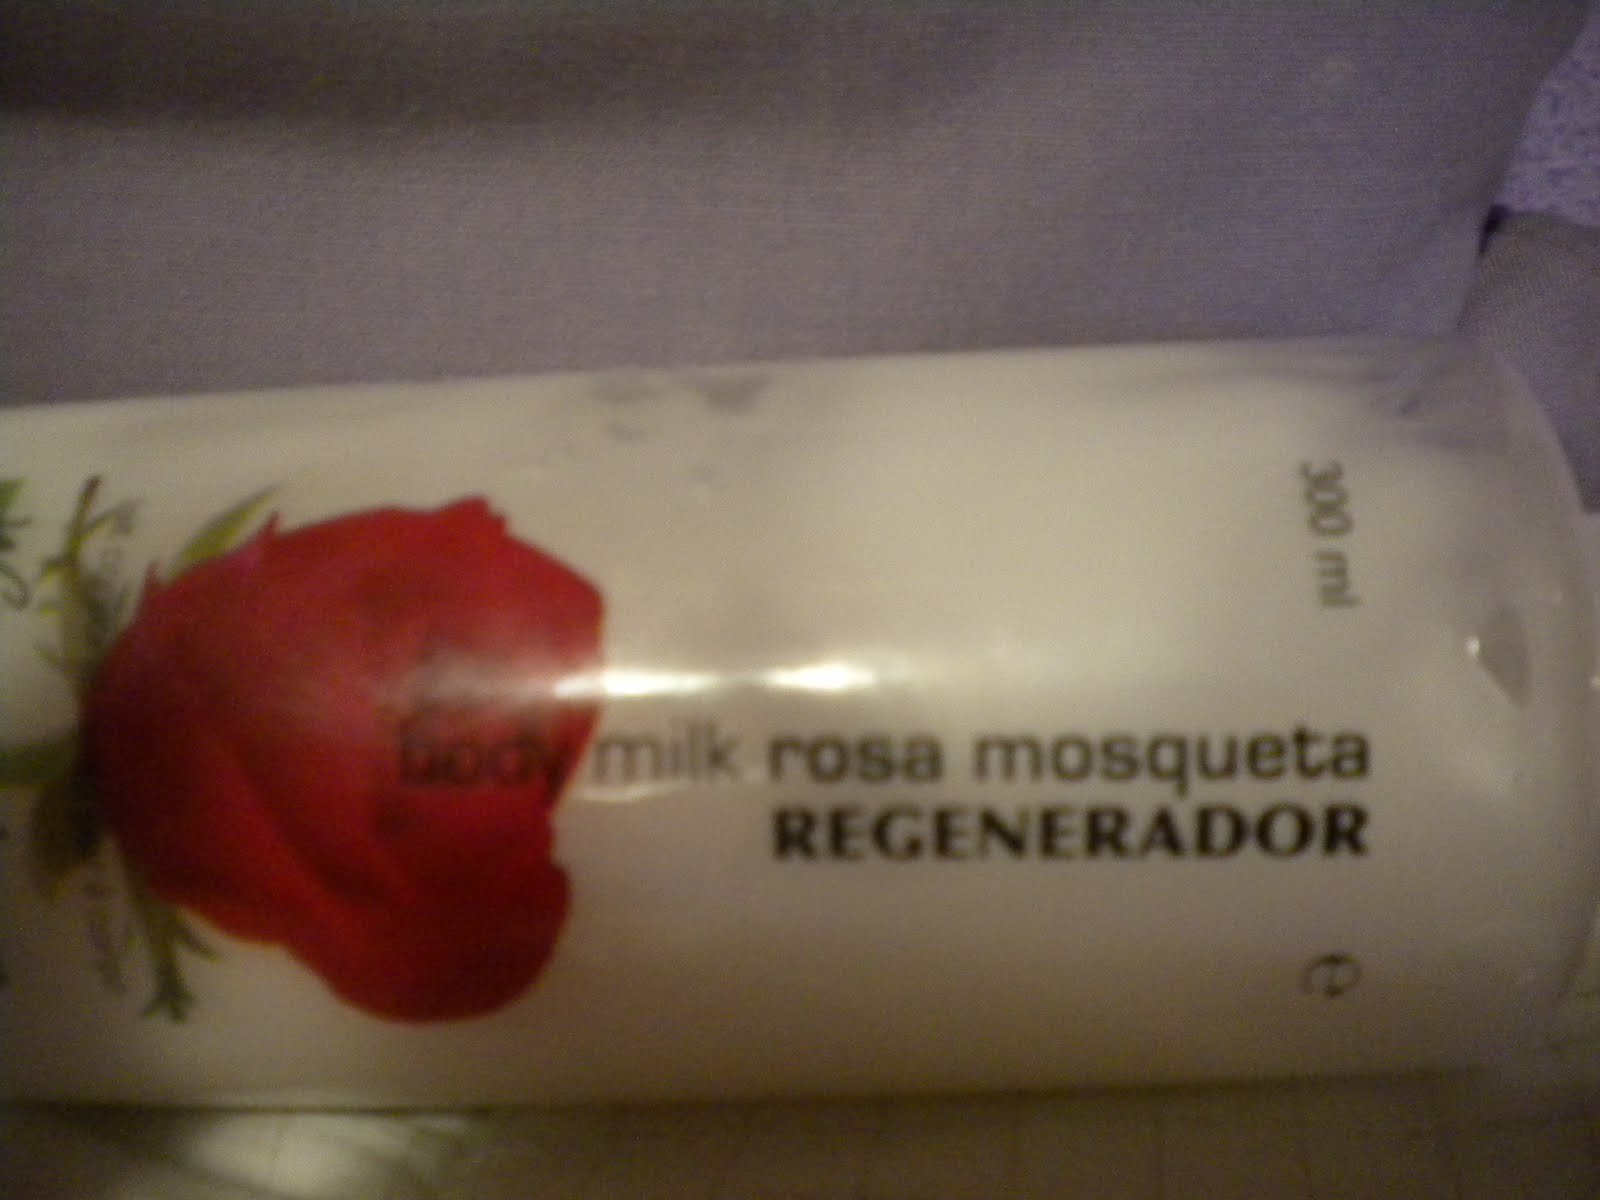 body milk rosa mosqueta
REGENERADOR
300 ml
e